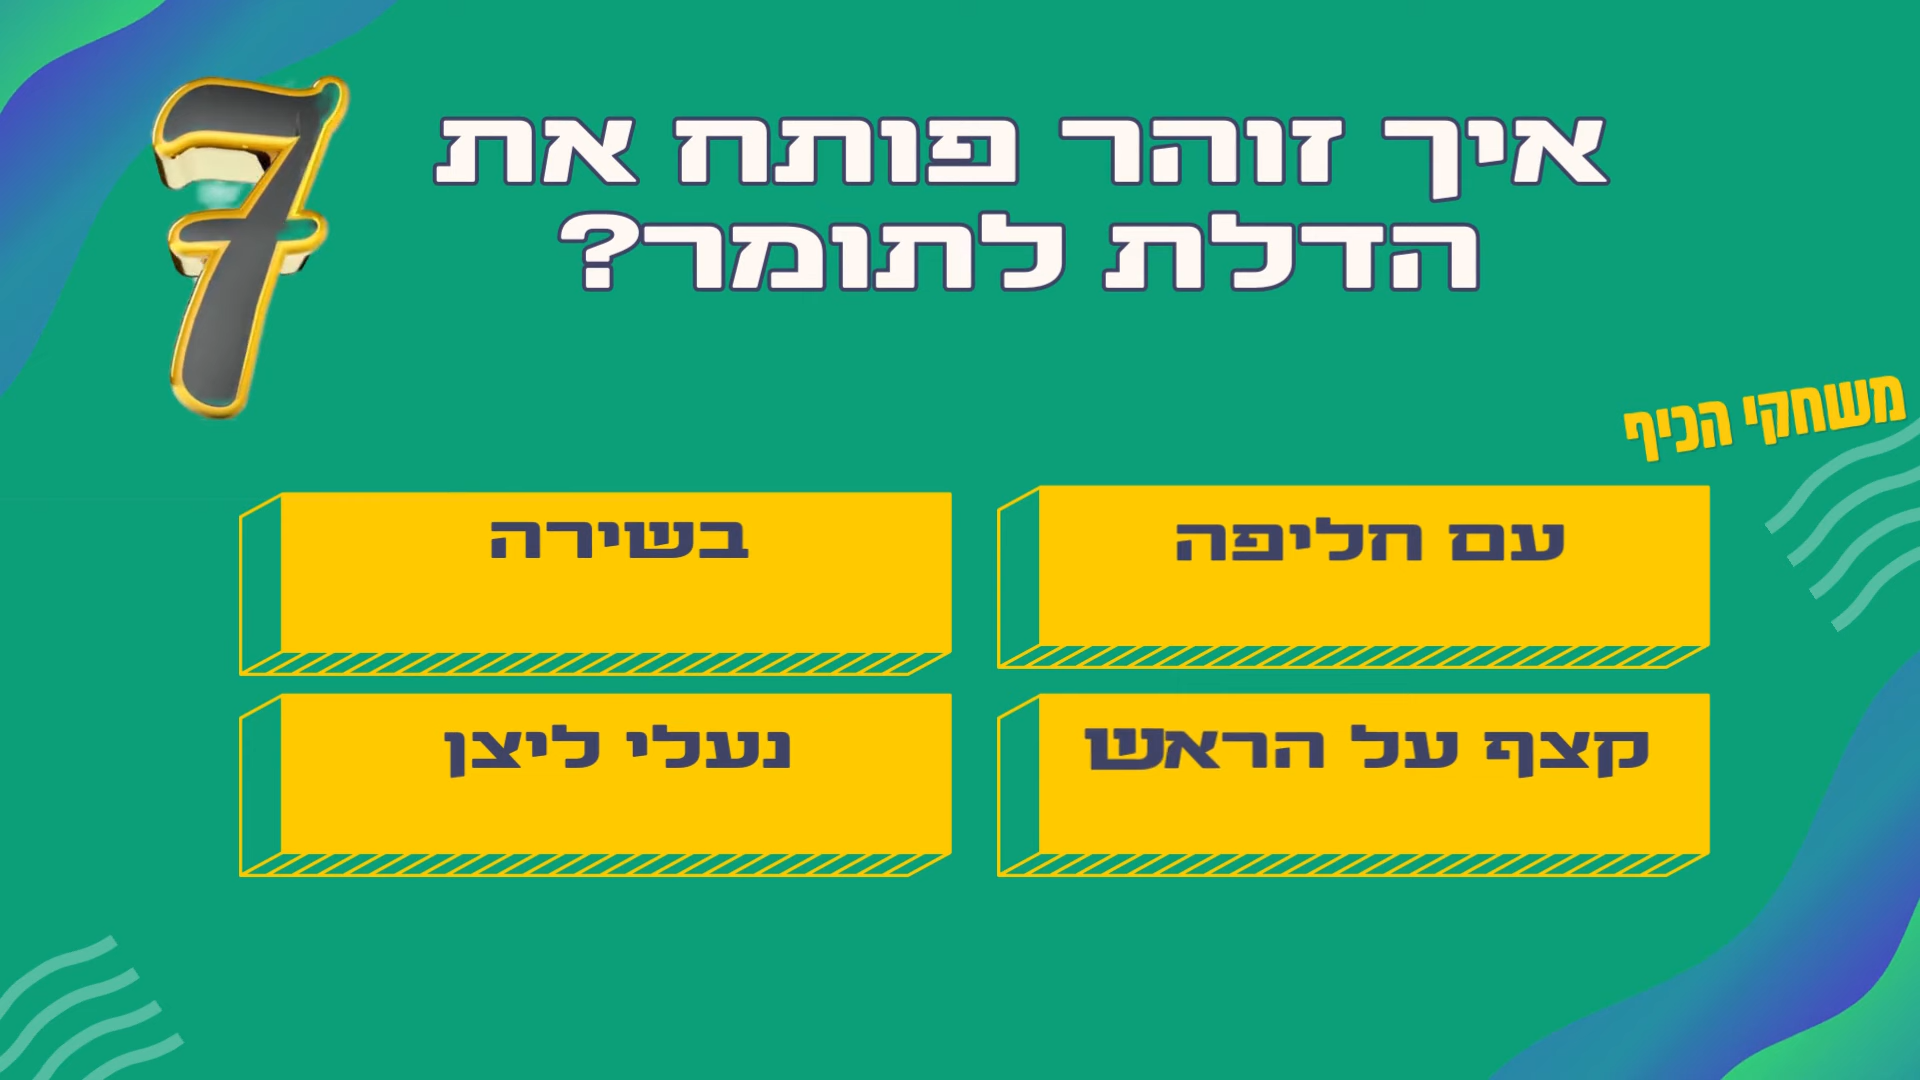 7
איך זוהר פותח את
הדלת לתומר?
משחקי הכיף
עם חליפה
בשירה
קצף על הראש
נעלי ליצן